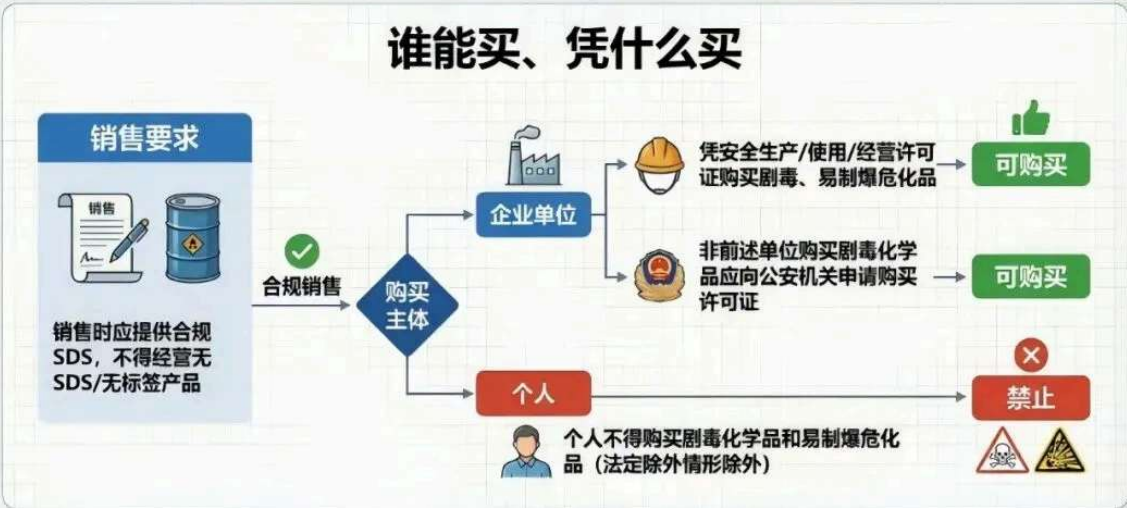 谁能买、凭什么买
销售要求
销售
销售时应提供合规
SDS，不得经营无
SDS/无标签产品
合规销售
购买
主体
企业单位
凭安全生产/使用/经营许可
证购买剧毒、易制爆危化品
可购买
非前述单位购买剧毒化学
品应向公安机关申请购买
许可证
可购买
个人
禁止
个人不得购买剧毒化学品和易制爆危化
品（法定除外情形除外）